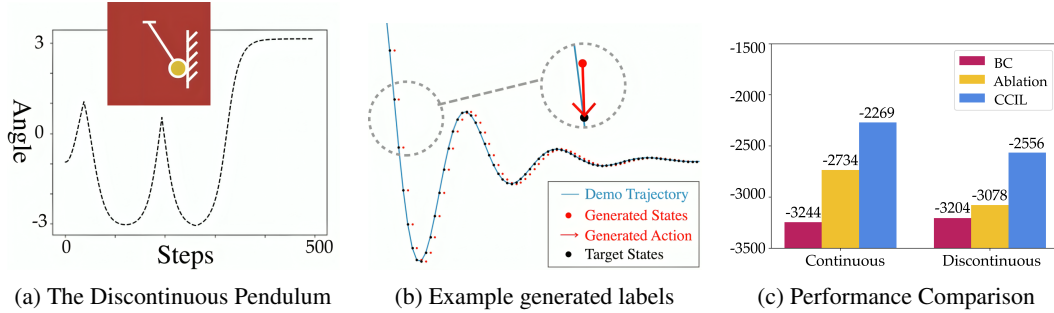 3
0
-3
Angle
0
200
500
Steps
(a) The Discontinuous Pendulum
Demo Trajectory
Generated States
Generated Action
Target States
(b) Example generated labels
-1500
-2000
-2500
-3000
-3500
BC
Ablation
CCIL
-3244
-2734
-2269
-3204
-3078
-2556
Continuous
Discontinuous
(c) Performance Comparison